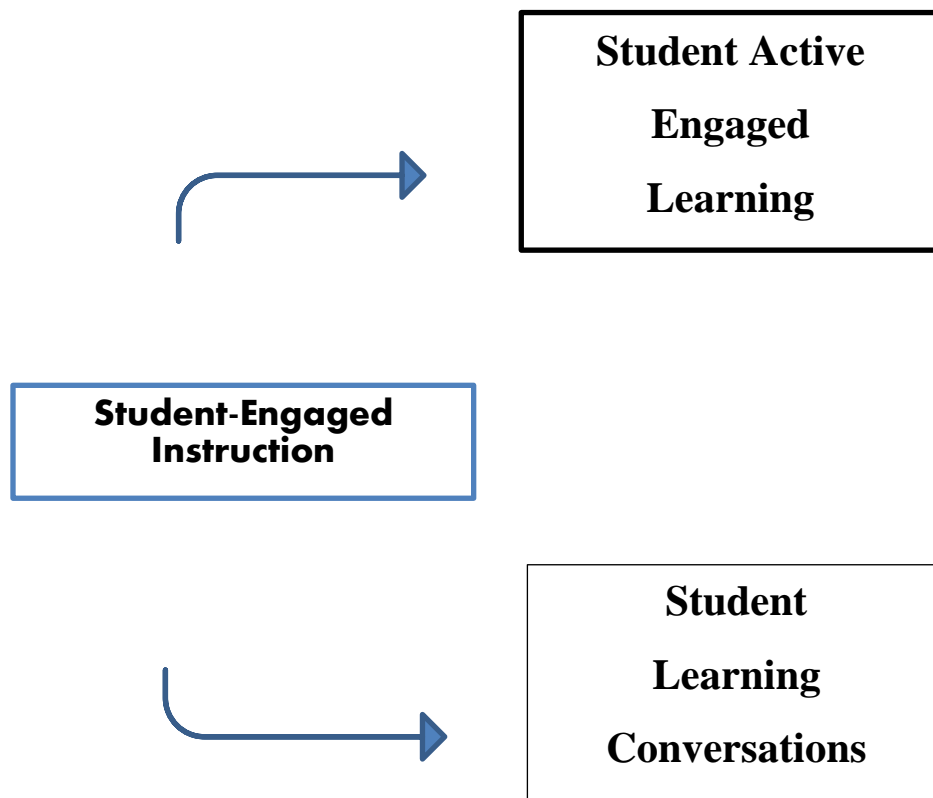 Student Active
Engaged
Learning
Student-Engaged
Instruction
Student
Learning
Conversations